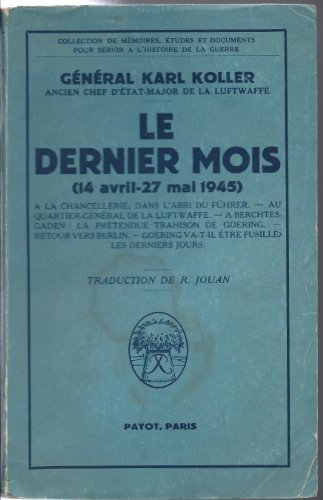 COLLECTION DE MÉMOIRES, ÉTUDES ET DOCUMENTS
POUR SERVIR A L'HISTOIRE DE LA GUERRE
GÉNÉRAL KARL KOLLER
ANCIEN CHEF D'ÉTAT-MAJOR DE LA LUFTWAFFE
LE
DERNIER MOIS
(14 avril-27 mai 1945)
A LA CHANCELLERIE, DANS L'ABRI DU FÜHRER. — AU
QUARTIER-GÉNÉRAL DE LA LUFTWAFFE. — A BERCHTES-
GADEN : LA PRÉTENDUE TRAHISON DE GOERING. —
RETOUR VERS BERLIN. — GOERING VA-T-IL ÊTRE FUSILLÉ?
LES DERNIERS JOURS.
TRADUCTION DE R. JOUAN
PAYOT, PARIS